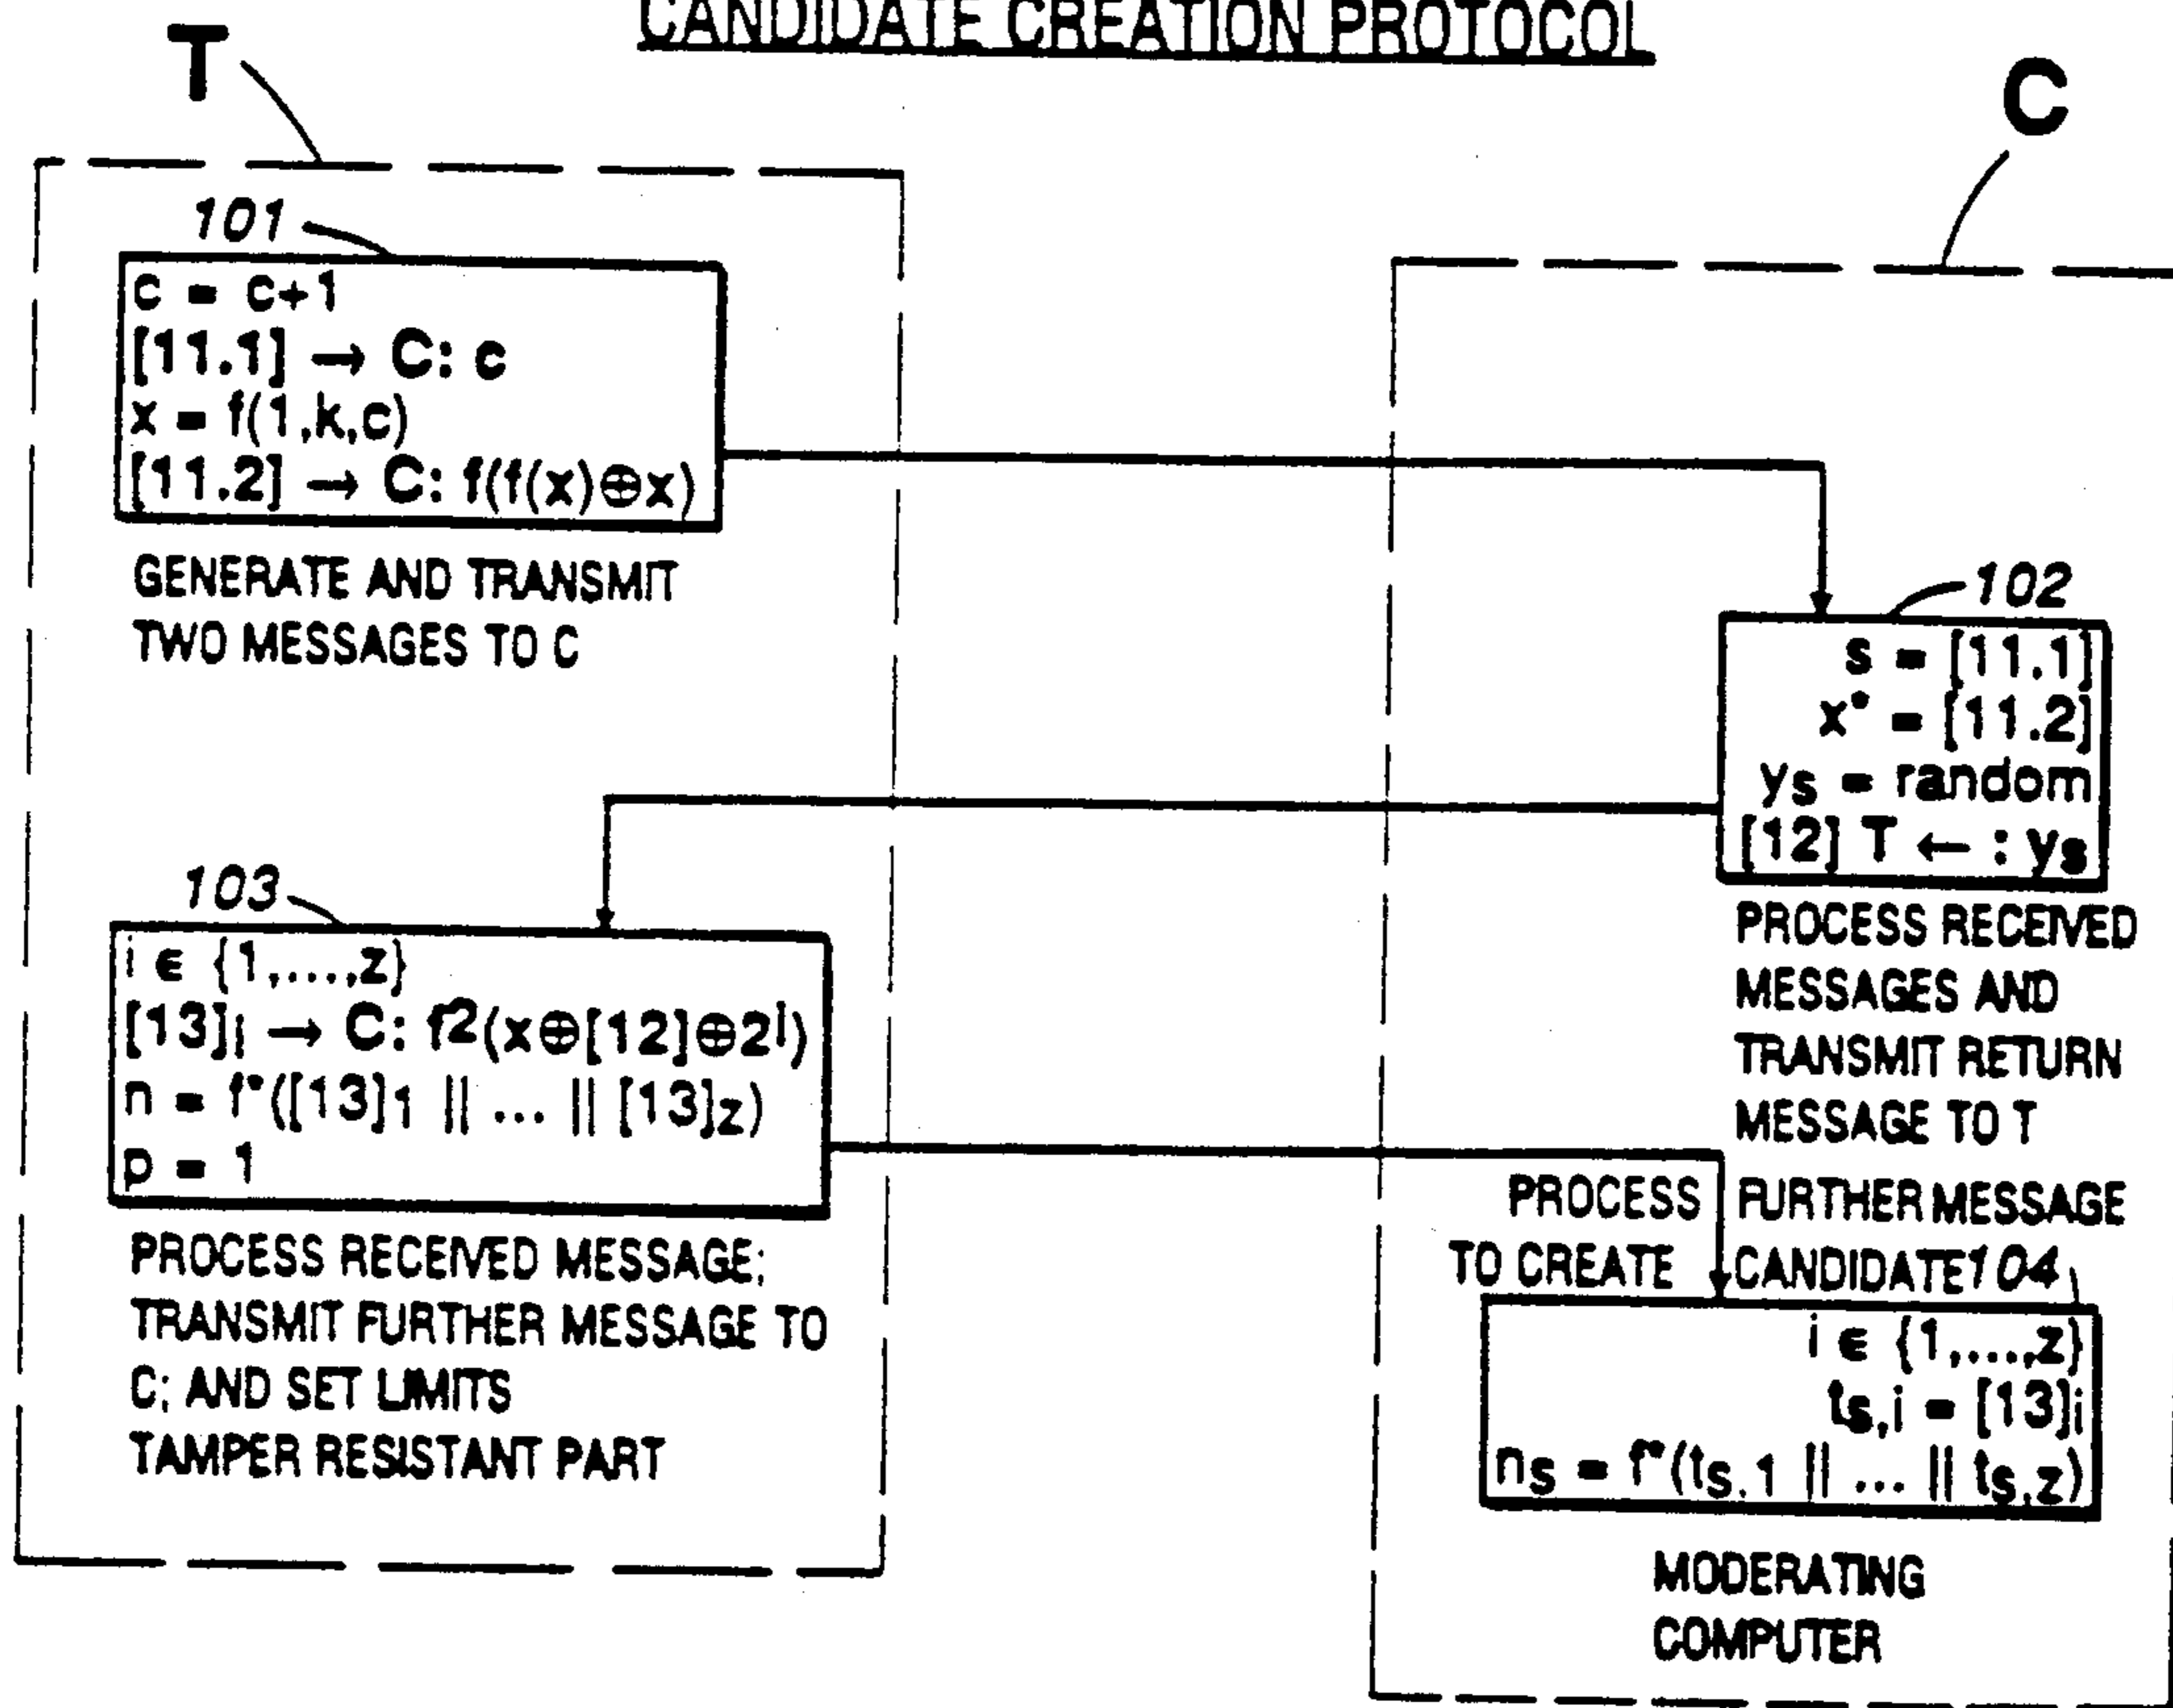 CANDIDATE CREATION PROTOCOL
T
C
101
c = c+1
[11.1] → C: c
x = f(1,k,c)
[11.2] → C: f(f(x)⊕x)
GENERATE AND TRANSMIT
TWO MESSAGES TO C
102
s = [11.1]
x' = [11.2]
ys = random
[12] T ← : ys
PROCESS RECEIVED
MESSAGES AND
TRANSMIT RETURN
MESSAGE TO T
103
i ∈ {1,...,z}
[13]i → C: f2(x⊕[12]⊕2i)
n = f'([13]1 || ... || [13]z)
p = 1
PROCESS RECEIVED MESSAGE;
TRANSMIT FURTHER MESSAGE TO
C; AND SET LIMITS
TAMPER RESISTANT PART
PROCESS FURTHER MESSAGE
TO CREATE CANDIDATE 104
i ∈ {1,...,z}
ts,i = [13]i
ns = f'(ts,1 || ... || ts,z)
MODERATING
COMPUTER